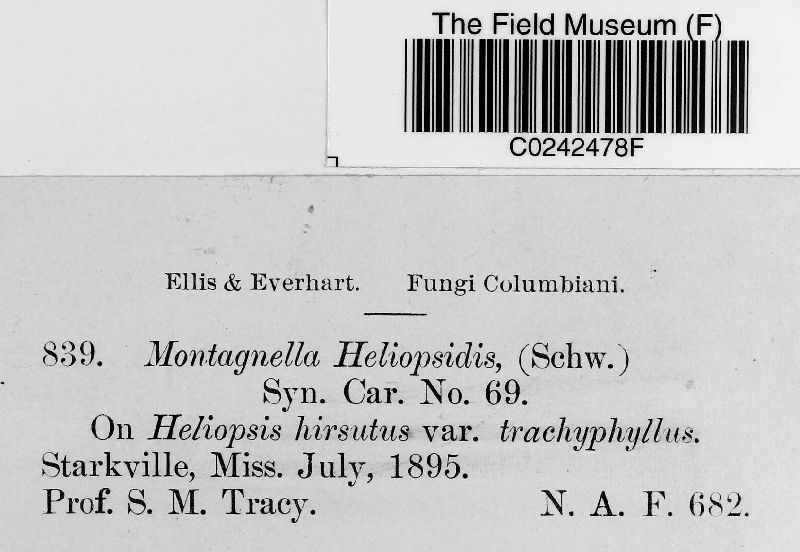 The Field Museum (F)
C0242478F
Ellis & Everhart. Fungi Columbiani.
839. Montagnella Heliopsidis, (Schw.)
Syn. Car. No. 69.
On Heliopsis hirsutus var. trachyphyllus.
Starkville, Miss. July, 1895.
Prof. S. M. Tracy. N. A. F. 682.